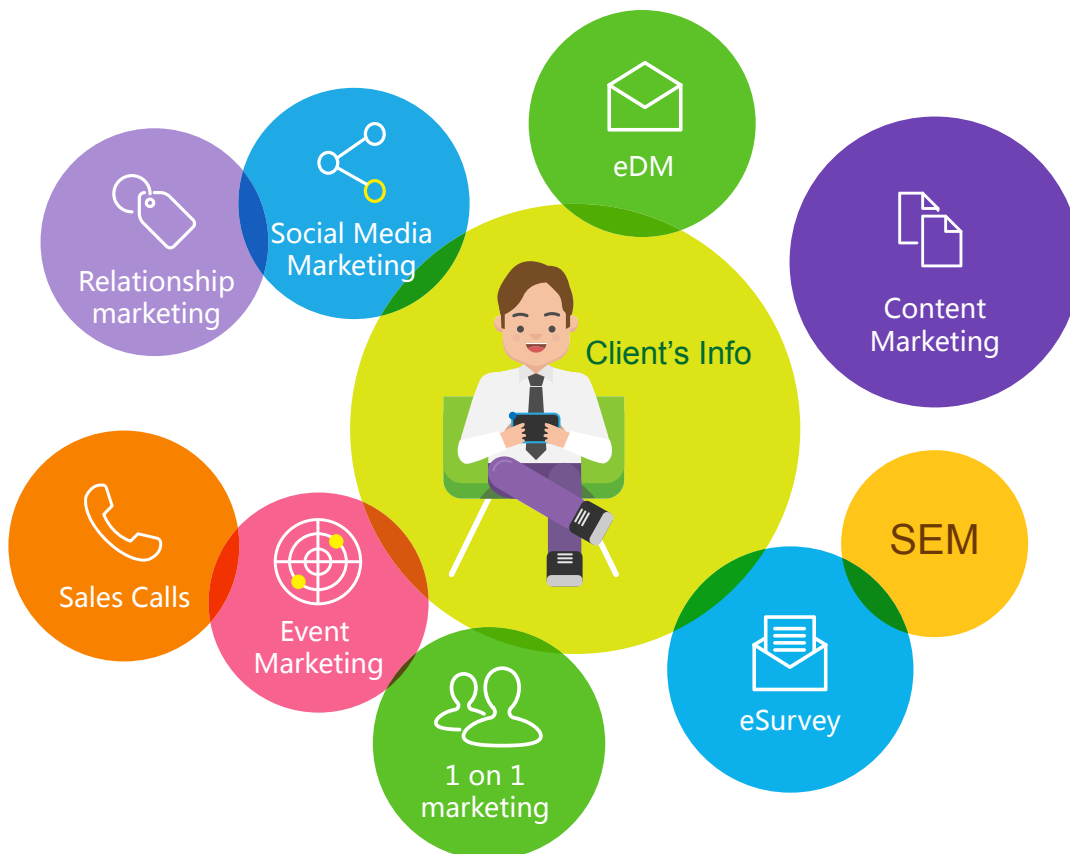 eDM
Social Media
Marketing
Relationship
marketing
Content
Marketing
Client's Info
SEM
Sales Calls
Event
Marketing
eSurvey
1 on 1
marketing